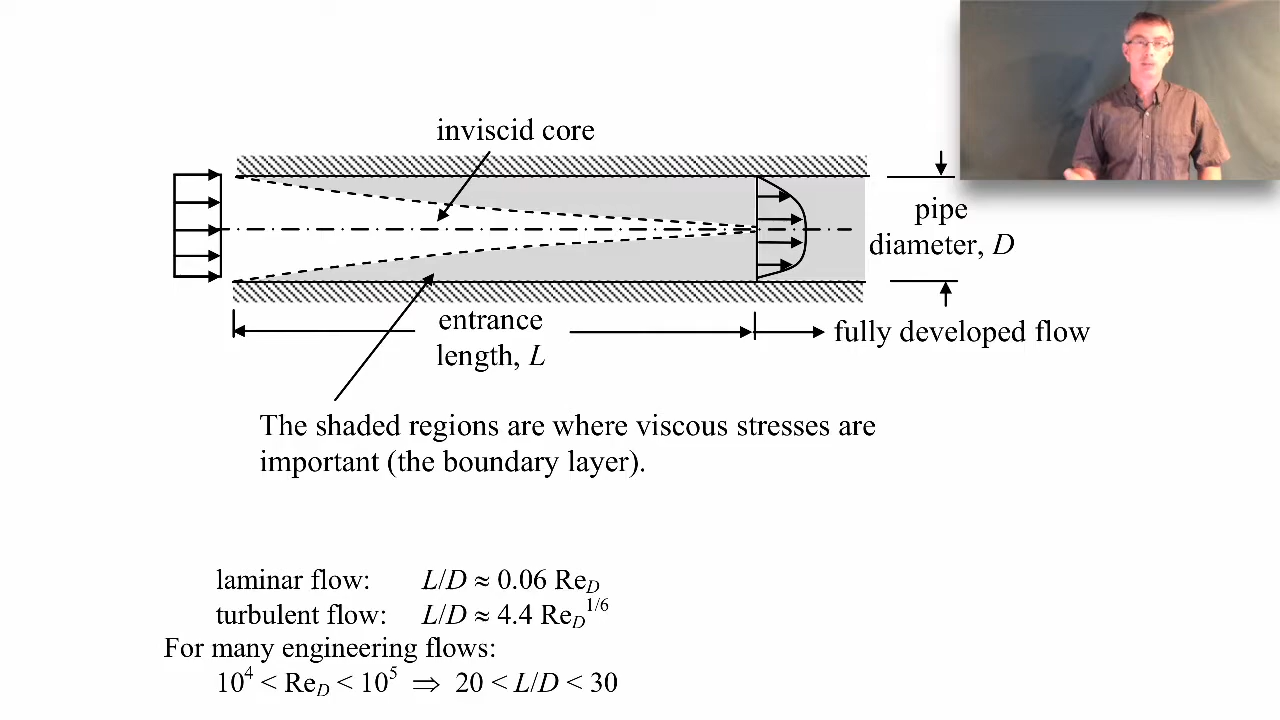 inviscid core
pipe
diameter, D
entrance
length, L
fully developed flow
The shaded regions are where viscous stresses are
important (the boundary layer).
laminar flow: L/D ≈ 0.06 Re_D
turbulent flow: L/D ≈ 4.4 Re_D^1/6
For many engineering flows:
10^4 < Re_D < 10^5 ⇒ 20 < L/D < 30